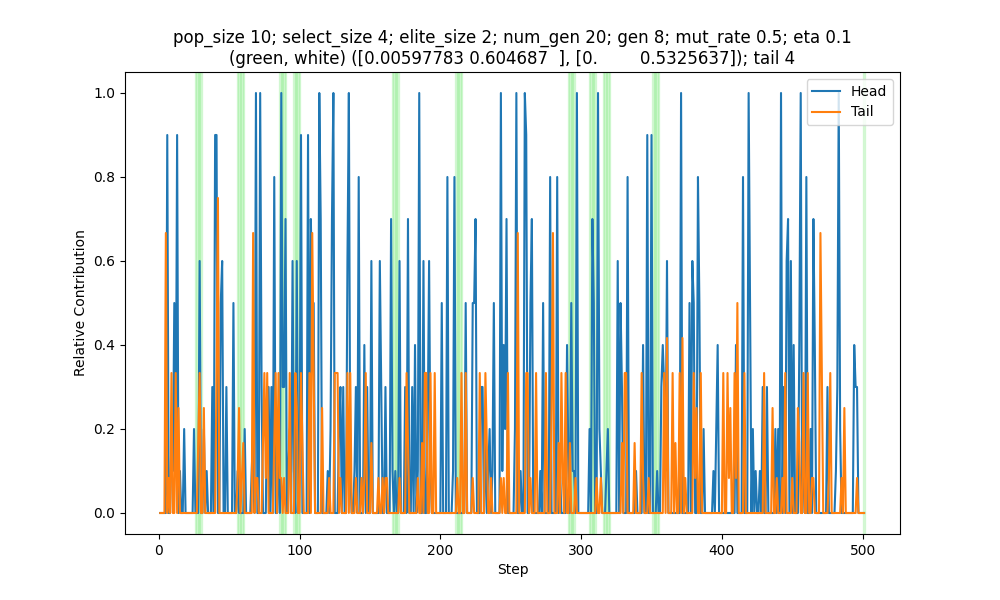 pop_size 10; select_size 4; elite_size 2; num_gen 20; gen 8; mut_rate 0.5; eta 0.1
(green, white) ([0.00597783 0.604687  ], [0.        0.5325637]); tail 4
Head
Tail
1.0
0.8
0.6
0.4
0.2
0.0
Relative Contribution
0 100 200 300 400 500
Step